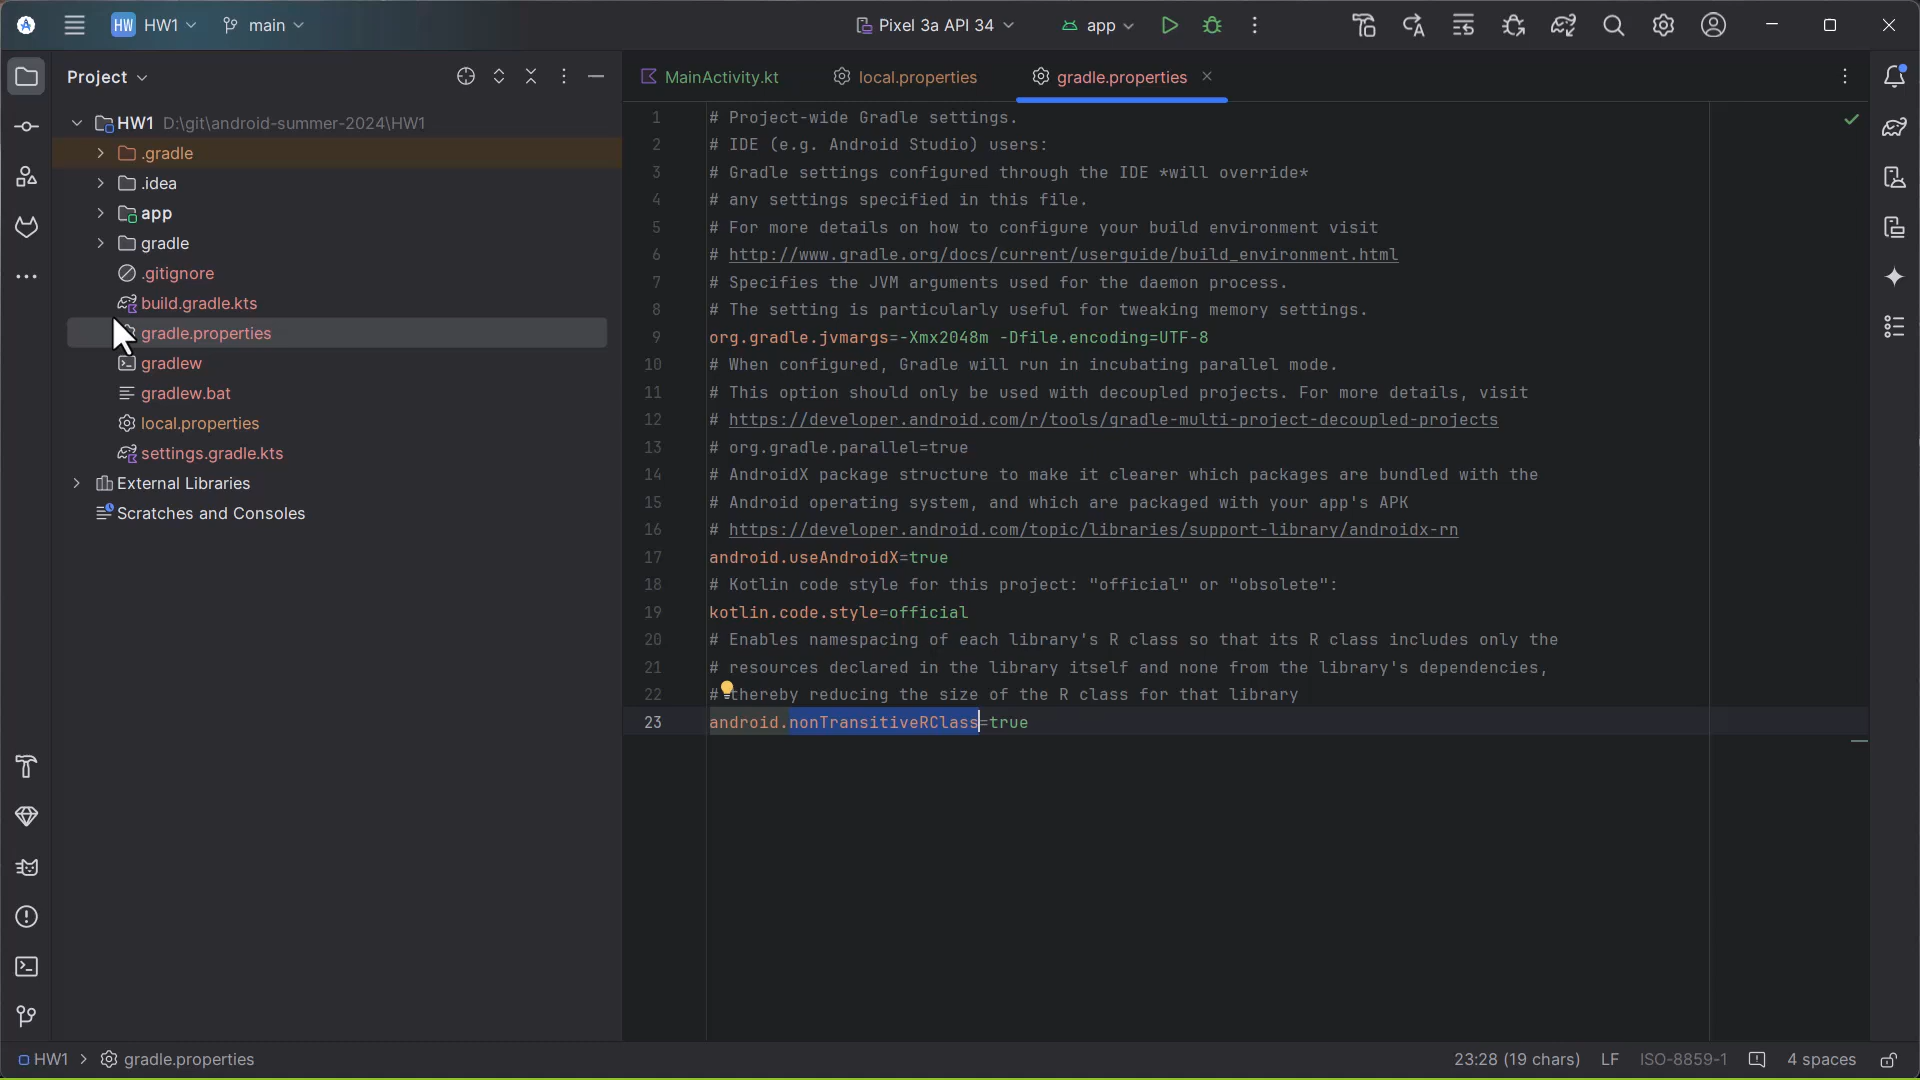 HW HW1 main Pixel 3a API 34 app
Project
MainActivity.kt local.properties gradle.properties
HW1 D:\git\android-summer-2024\HW1
.gradle
.idea
app
gradle
.gitignore
build.gradle.kts
gradle.properties
gradlew
gradlew.bat
local.properties
settings.gradle.kts
External Libraries
Scratches and Consoles
1 # Project-wide Gradle settings.
2 # IDE (e.g. Android Studio) users:
3 # Gradle settings configured through the IDE *will override*
4 # any settings specified in this file.
5 # For more details on how to configure your build environment visit
6 # http://www.gradle.org/docs/current/userguide/build_environment.html
7 # Specifies the JVM arguments used for the daemon process.
8 # The setting is particularly useful for tweaking memory settings.
9 org.gradle.jvmargs=-Xmx2048m -Dfile.encoding=UTF-8
10 # When configured, Gradle will run in incubating parallel mode.
11 # This option should only be used with decoupled projects. For more details, visit
12 # https://developer.android.com/r/tools/gradle-multi-project-decoupled-projects
13 # org.gradle.parallel=true
14 # AndroidX package structure to make it clearer which packages are bundled with the
15 # Android operating system, and which are packaged with your app's APK
16 # https://developer.android.com/topic/libraries/support-library/androidx-rn
17 android.useAndroidX=true
18 # Kotlin code style for this project: "official" or "obsolete":
19 kotlin.code.style=official
20 # Enables namespacing of each library's R class so that its R class includes only the
21 # resources declared in the library itself and none from the library's dependencies,
22 # thereby reducing the size of the R class for that library
23 android.nonTransitiveRClass=true
HW1 > gradle.properties
23:28 (19 chars) LF ISO-8859-1 4 spaces